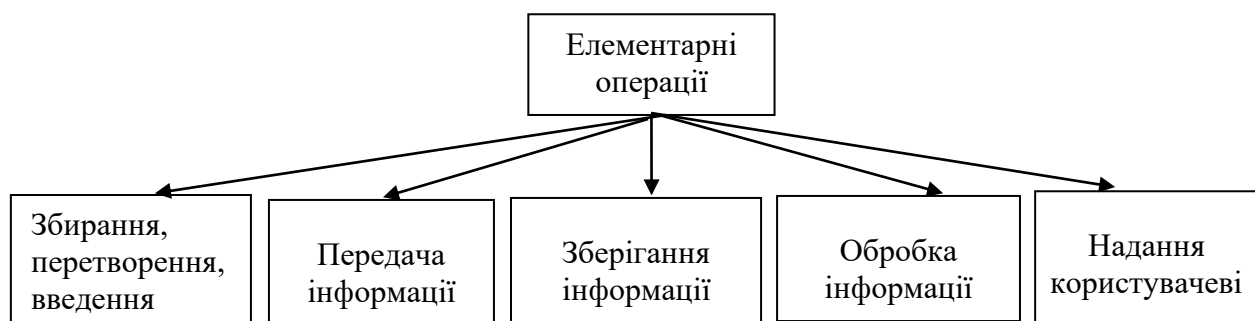 Елементарні
операції
Збирання,
перетворення,
введення
Передача
інформації
Зберігання
інформації
Обробка
інформації
Надання
користувачеві